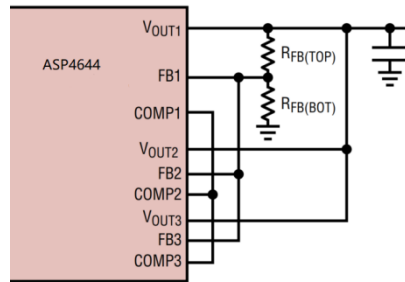 VOUT1
ASP4644
RFB(TOP)
FB1
RFB(BOT)
COMP1
VOUT2
FB2
COMP2
VOUT3
FB3
COMP3